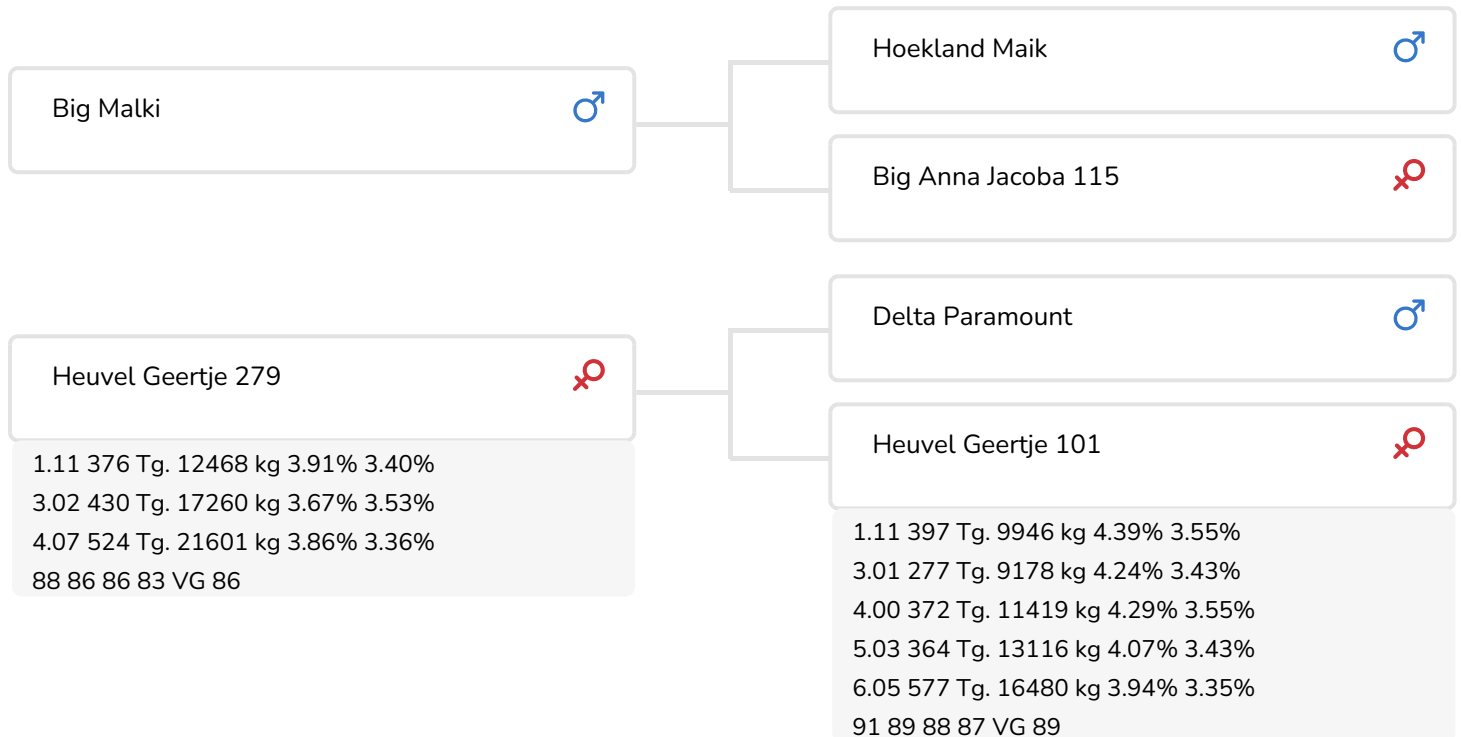 Big Malki
Hoekland Maik
Big Anna Jacoba 115
Heuvel Geertje 279
1.11 376 Tg. 12468 kg 3.91% 3.40%
3.02 430 Tg. 17260 kg 3.67% 3.53%
4.07 524 Tg. 21601 kg 3.86% 3.36%
88 86 86 83 VG 86
Delta Paramount
Heuvel Geertje 101
1.11 397 Tg. 9946 kg 4.39% 3.55%
3.01 277 Tg. 9178 kg 4.24% 3.43%
4.00 372 Tg. 11419 kg 4.29% 3.55%
5.03 364 Tg. 13116 kg 4.07% 3.43%
6.05 577 Tg. 16480 kg 3.94% 3.35%
91 89 88 87 VG 89